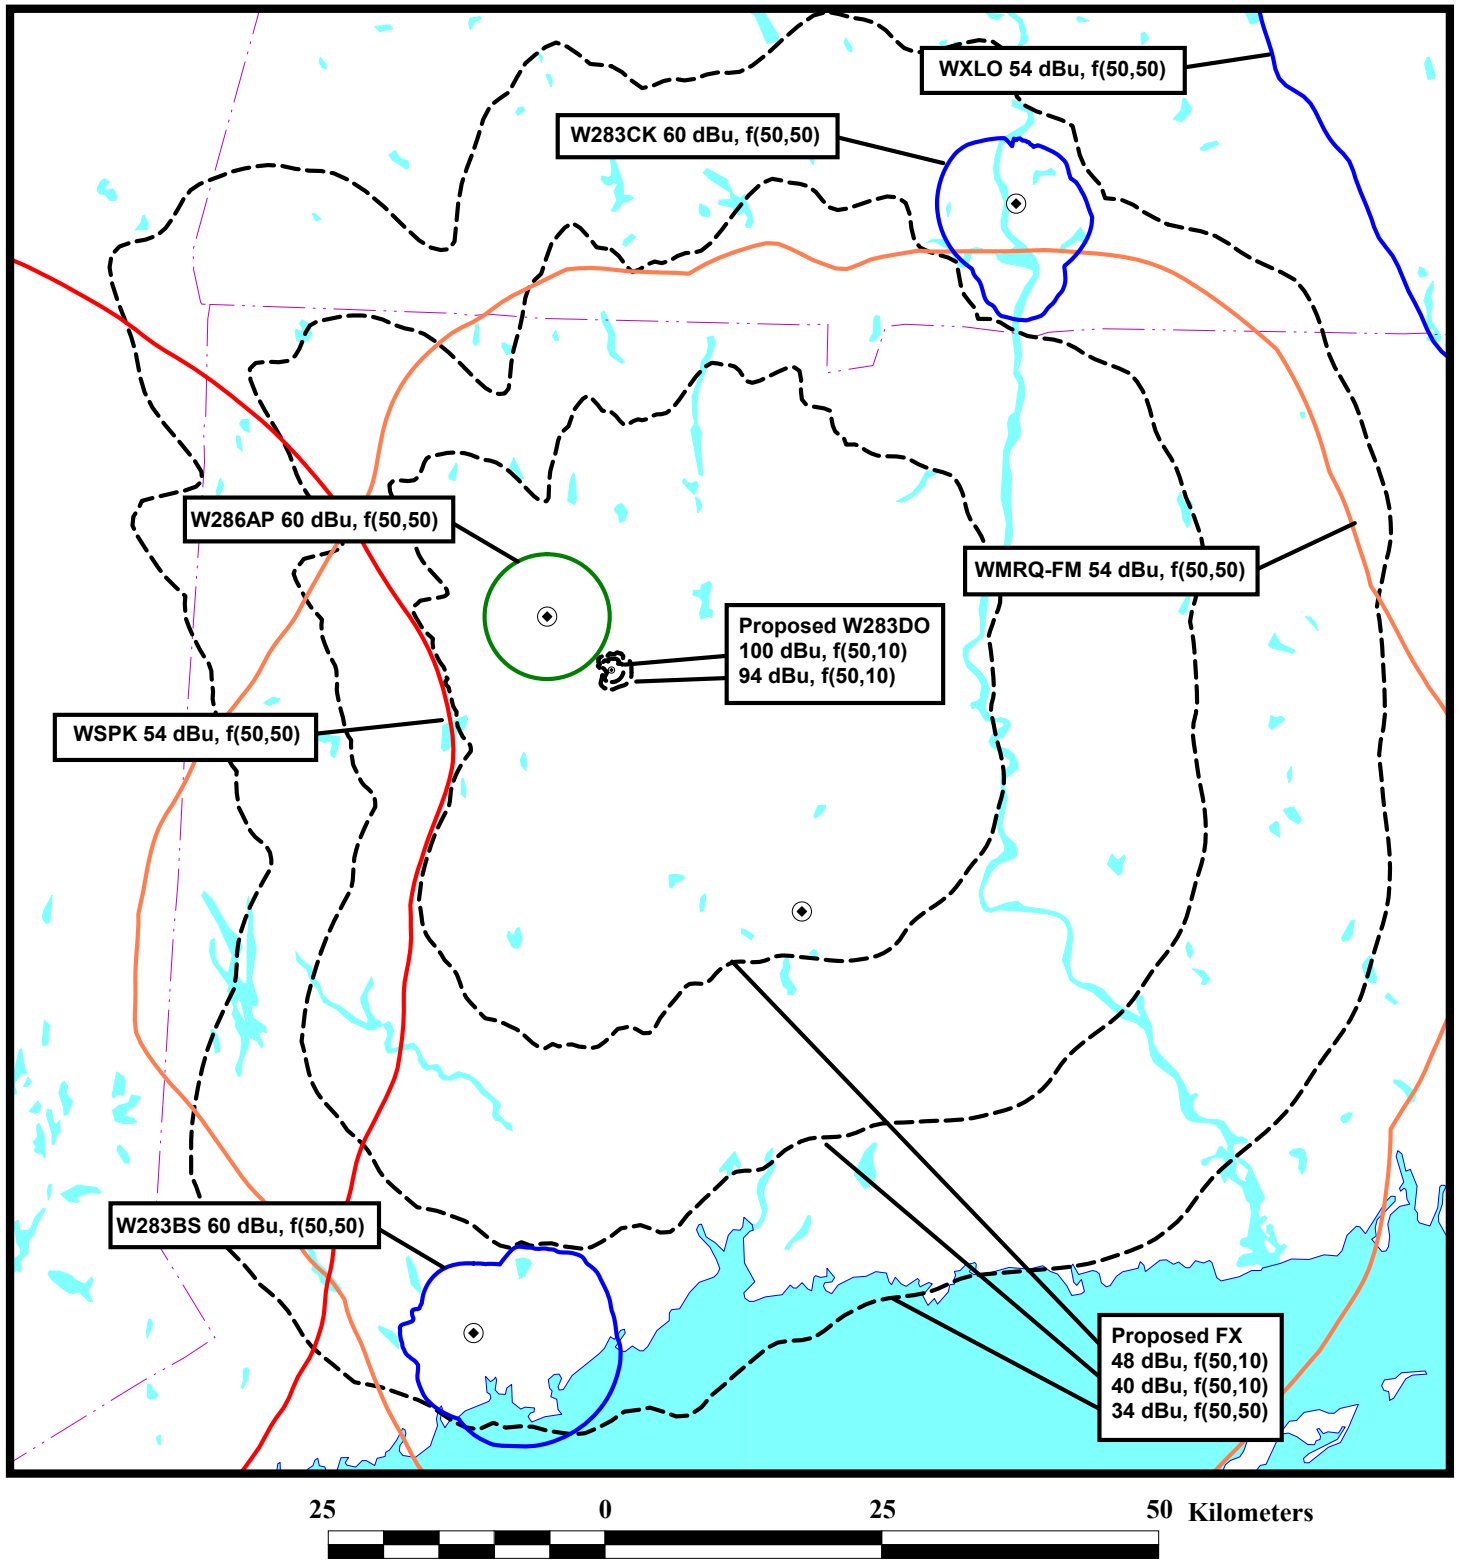 WXLO 54 dBu, f(50,50)
W283CK 60 dBu, f(50,50)
W286AP 60 dBu, f(50,50)
WMRQ-FM 54 dBu, f(50,50)
Proposed W283DO
100 dBu, f(50,10)
94 dBu, f(50,10)
WSPK 54 dBu, f(50,50)
W283BS 60 dBu, f(50,50)
Proposed FX
48 dBu, f(50,10)
40 dBu, f(50,10)
34 dBu, f(50,50)
25 0 25 50 Kilometers